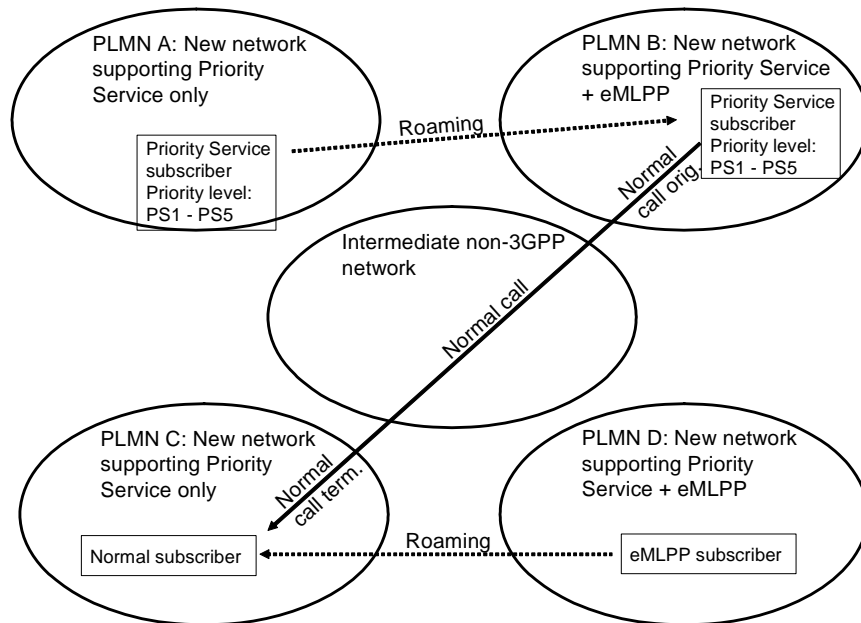 PLMN A: New network
supporting Priority
Service only
PLMN B: New network
supporting Priority Service
+ eMLPP
Roaming
Priority Service
subscriber
Priority level:
PS1 - PS5
Priority Service
subscriber
Priority level:
PS1 - PS5
Normal
call orig.
Intermediate non-3GPP
network
Normal call
PLMN C: New network
supporting Priority
Service only
PLMN D: New network
supporting Priority
Service + eMLPP
Normal
call term.
Normal subscriber
Roaming
eMLPP subscriber